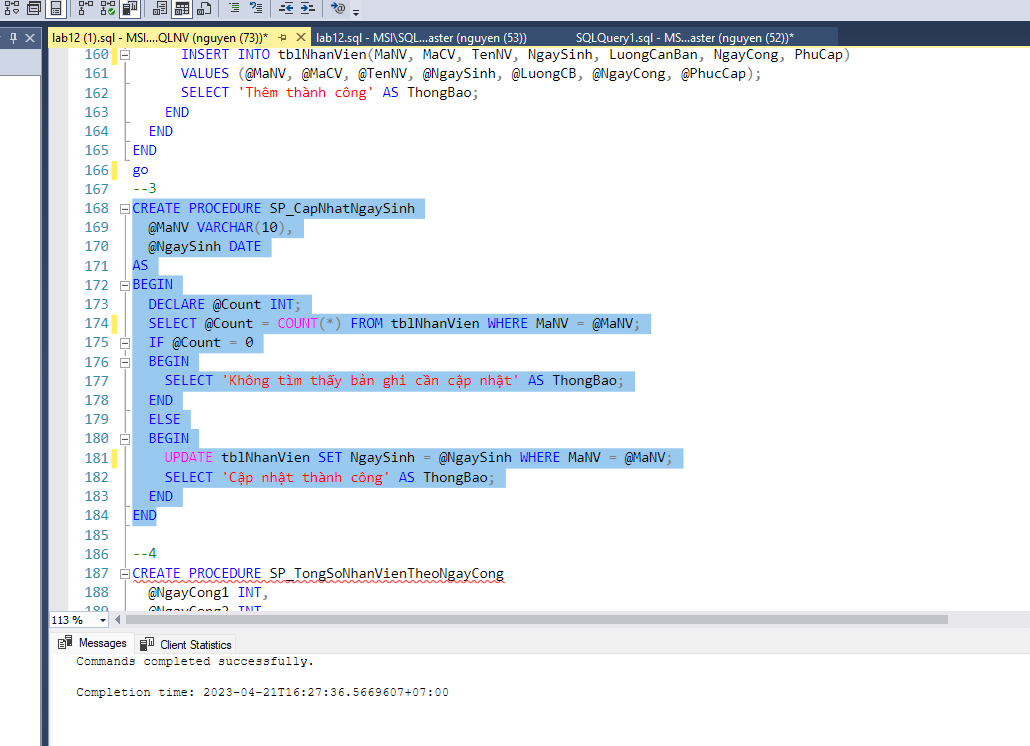 lab12 (1).sql - MSI....QLNV (nguyen (73))* lab12.sql - MSI\SQL...aster (nguyen (53)) SQLQuery1.sql - MS...aster (nguyen (52))*
160 INSERT INTO tblNhanVien(MaNV, MaCV, TenNV, NgaySinh, LuongCanBan, NgayCong, PhuCap)
161 VALUES (@MaNV, @MaCV, @TenNV, @NgaySinh, @LuongCB, @NgayCong, @PhucCap);
162 SELECT 'Thêm thành công' AS ThongBao;
163 END
164 END
165 END
166 go
167 --3
168 CREATE PROCEDURE SP_CapNhatNgaySinh
169 @MaNV VARCHAR(10),
170 @NgaySinh DATE
171 AS
172 BEGIN
173 DECLARE @Count INT;
174 SELECT @Count = COUNT(*) FROM tblNhanVien WHERE MaNV = @MaNV;
175 IF @Count = 0
176 BEGIN
177 SELECT 'Không tìm thấy bản ghi cần cập nhật' AS ThongBao;
178 END
179 ELSE
180 BEGIN
181 UPDATE tblNhanVien SET NgaySinh = @NgaySinh WHERE MaNV = @MaNV;
182 SELECT 'Cập nhật thành công' AS ThongBao;
183 END
184 END
185
186 --4
187 CREATE PROCEDURE SP_TongSoNhanVienTheoNgayCong
188 @NgayCong1 INT,
189 @NgayCong2 INT
113 %
Messages Client Statistics
Commands completed successfully.
Completion time: 2023-04-21T16:27:36.5669607+07:00